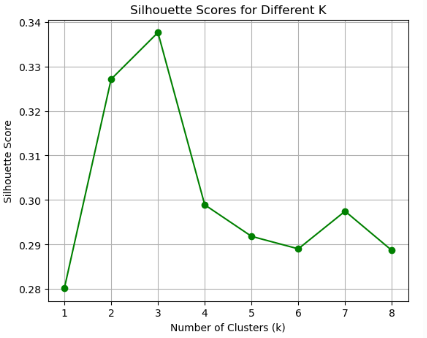 Silhouette Scores for Different K
0.34
0.33
0.32
0.31
0.30
0.29
0.28
Silhouette Score
1 2 3 4 5 6 7 8
Number of Clusters (k)